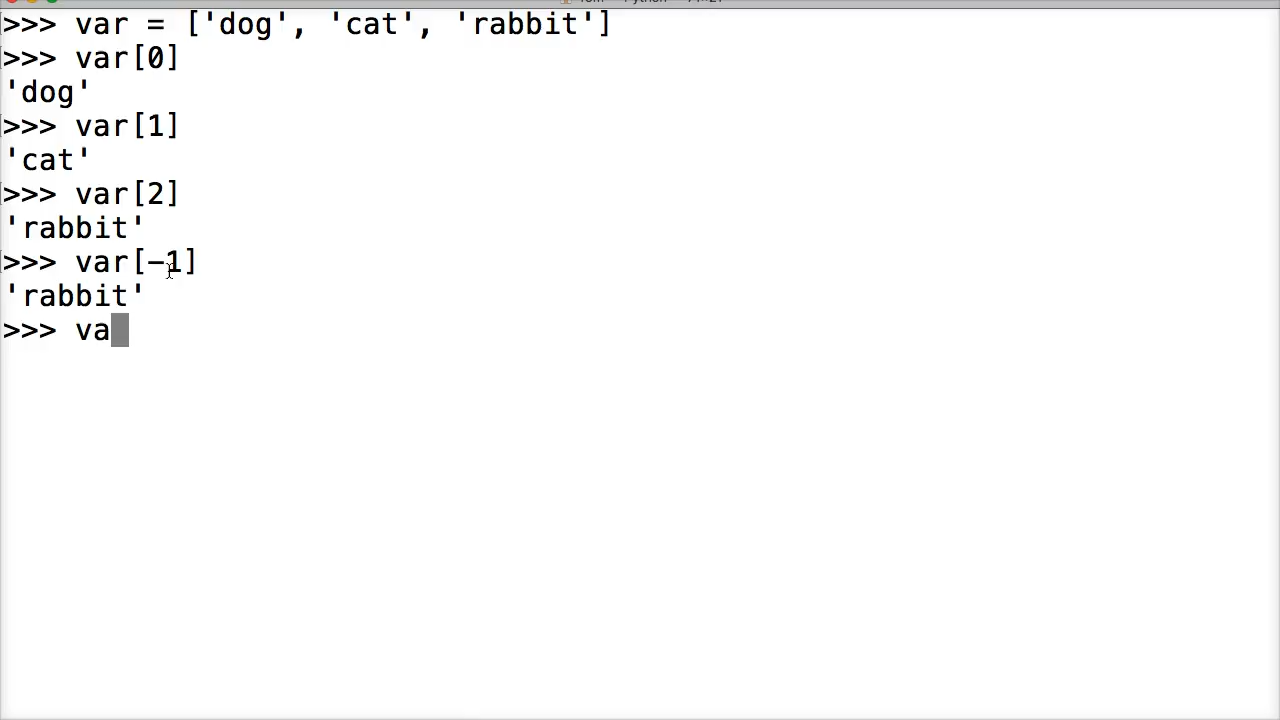 >>> var = ['dog', 'cat', 'rabbit']
>>> var[0]
'dog'
>>> var[1]
'cat'
>>> var[2]
'rabbit'
>>> var[-1]
'rabbit'
>>> va